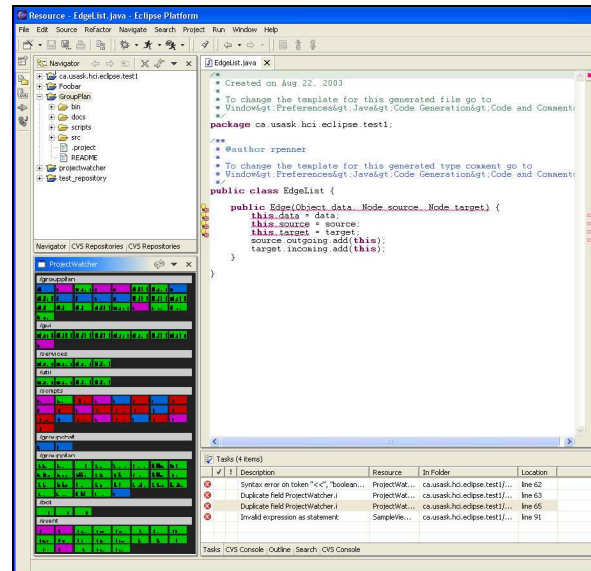 Resource - EdgeList.java - Eclipse Platform
File Edit Source Refactor Navigate Search Project Run Window Help
Navigator
ca.usask.hci.eclipse.test1
Foobar
GroupPlan
bin
docs
scripts
src
.project
README
projectwatcher
test_repository
Navigator CVS Repositories CVS Repositories
EdgeList.java
/*
* Created on Aug 22, 2003
*
* To change the template for this generated file go to
* Window&gt;Preferences&gt;Java&gt;Code Generation&gt;Code and Comments
*/
package ca.usask.hci.eclipse.test1;
/**
* @author rpenner
*
* To change the template for this generated type comment go to
* Window&gt;Preferences&gt;Java&gt;Code Generation&gt;Code and Comments
*/
public class EdgeList {
public Edge(Object data, Node source, Node target) {
this.data = data;
this.source = source;
this.target = target;
source.outgoing.add(this);
target.incoming.add(this);
}
}
ProjectWatcher
/groupplan
/gwi
/services
/util
/scripts
/groupchat
/groupplan
/bot
/event
Tasks (4 items)
✓ ! Description Resource In Folder Location
Syntax error on token "<<", "boolean... ProjectWat... ca.usask.hci.eclipse.test1/... line 62
Duplicate field ProjectWatcher.i ProjectWat... ca.usask.hci.eclipse.test1/... line 63
Duplicate field ProjectWatcher.i ProjectWat... ca.usask.hci.eclipse.test1/... line 65
Invalid expression as statement SampleVie... ca.usask.hci.eclipse.test1/... line 91
Tasks CVS Console Outline Search CVS Console